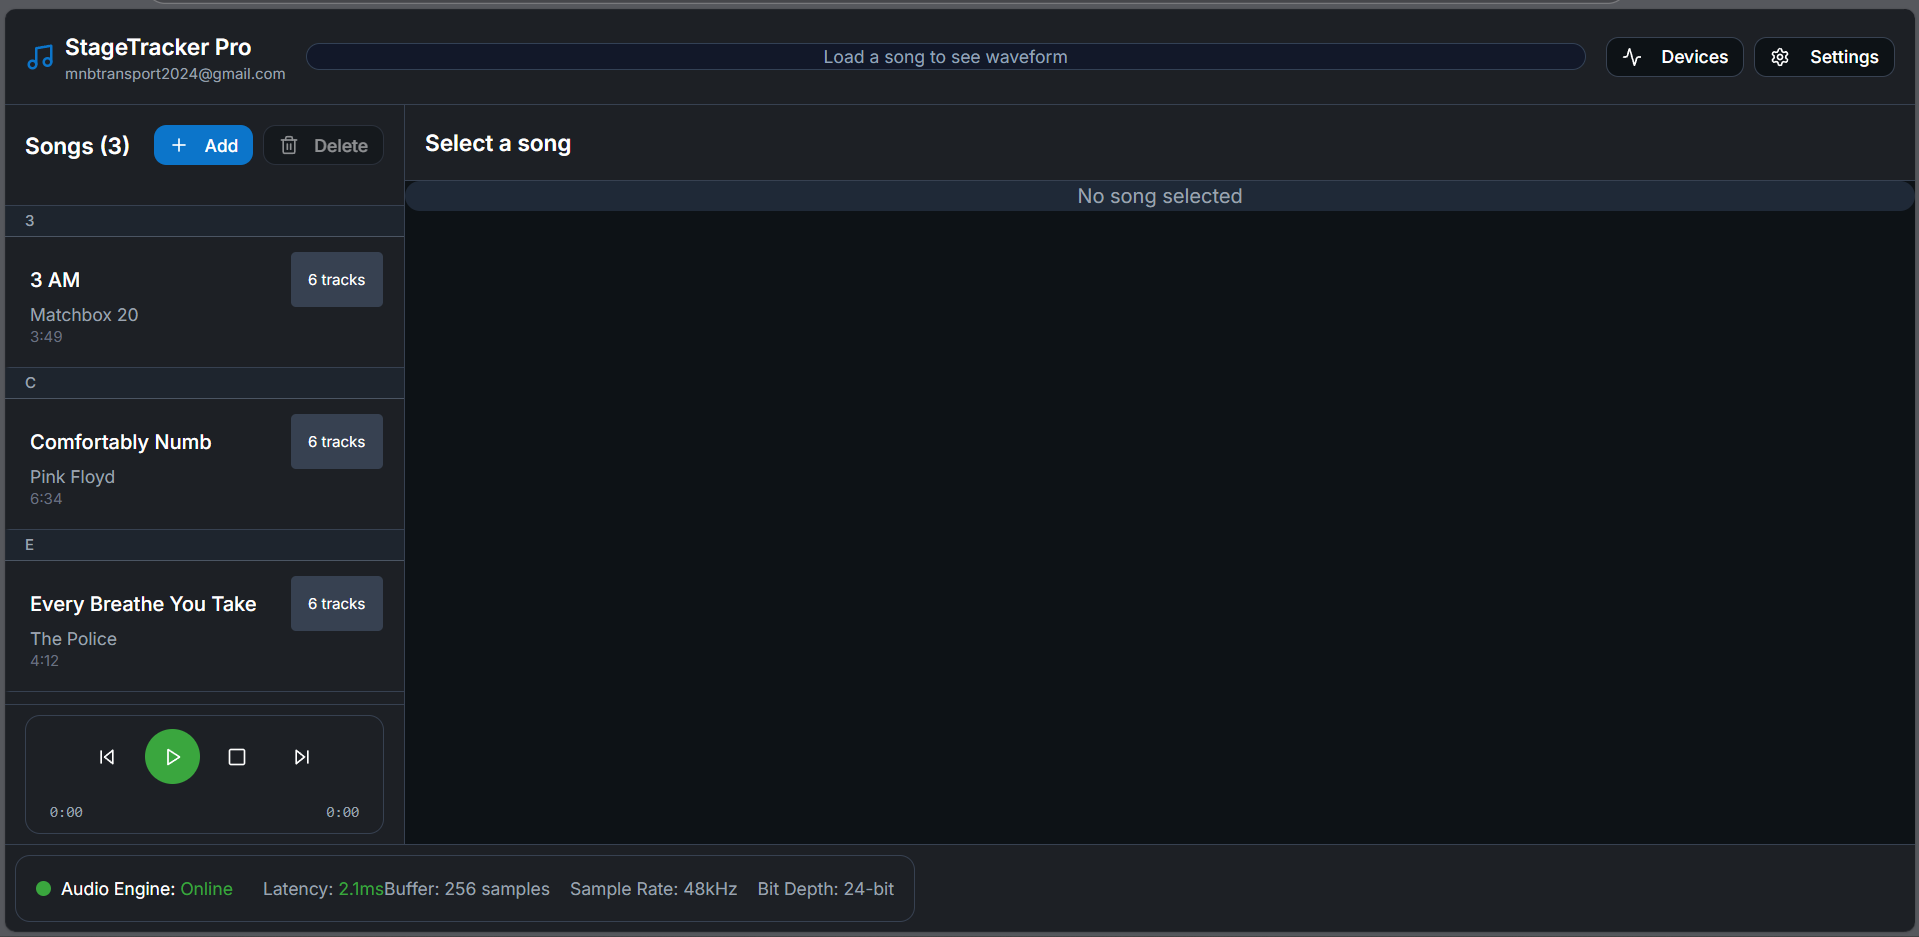 StageTracker Pro
mnbtransport2024@gmail.com
Load a song to see waveform
Devices
Settings
Songs (3)
Add
Delete
Select a song
No song selected
3
3 AM
6 tracks
Matchbox 20
3:49
C
Comfortably Numb
6 tracks
Pink Floyd
6:34
E
Every Breathe You Take
6 tracks
The Police
4:12
0:00
0:00
Audio Engine: Online Latency: 2.1msBuffer: 256 samples Sample Rate: 48kHz Bit Depth: 24-bit